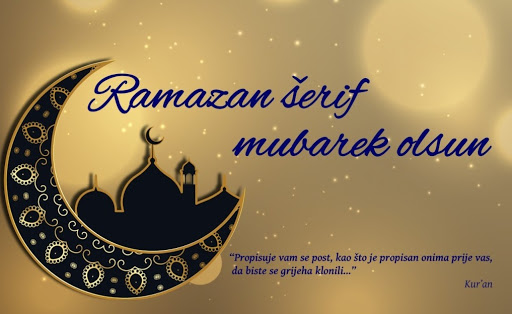 Ramazan šerif
mubarek olsun
“Propisuje vam se post, kao što je propisan onima prije vas,
da biste se grijeha klonili...”
Kur'an